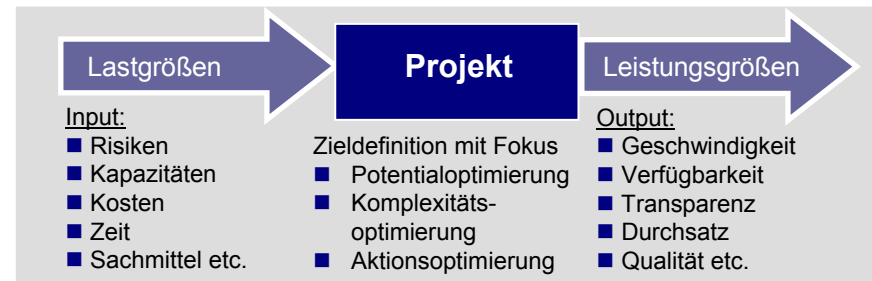 Lastgrößen
Projekt
Leistungsgrößen
Input:
■ Risiken
■ Kapazitäten
■ Kosten
■ Zeit
■ Sachmittel etc.
Zieldefinition mit Fokus
■ Potentialoptimierung
■ Komplexitäts-
optimierung
■ Aktionsoptimierung
Output:
■ Geschwindigkeit
■ Verfügbarkeit
■ Transparenz
■ Durchsatz
■ Qualität etc.